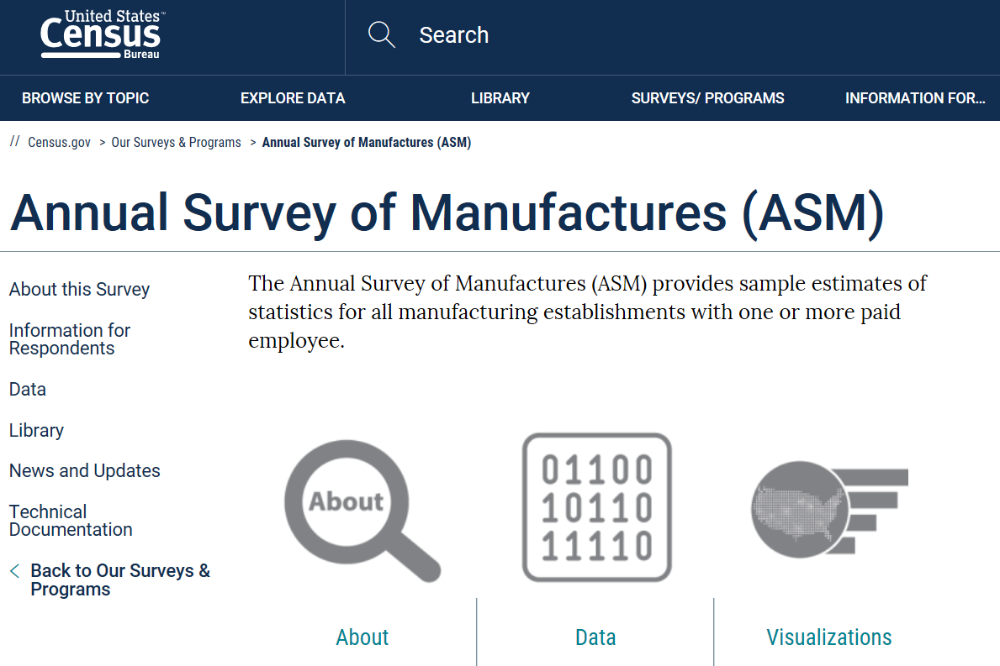 United States™
Census
Bureau
Search
BROWSE BY TOPIC
EXPLORE DATA
LIBRARY
SURVEYS/ PROGRAMS
INFORMATION FOR...
// Census.gov > Our Surveys & Programs > Annual Survey of Manufactures (ASM)
Annual Survey of Manufactures (ASM)
About this Survey
Information for
Respondents
Data
Library
News and Updates
Technical
Documentation
< Back to Our Surveys &
Programs
The Annual Survey of Manufactures (ASM) provides sample estimates of
statistics for all manufacturing establishments with one or more paid
employee.
About
01100
10110
11110
About
Data
Visualizations